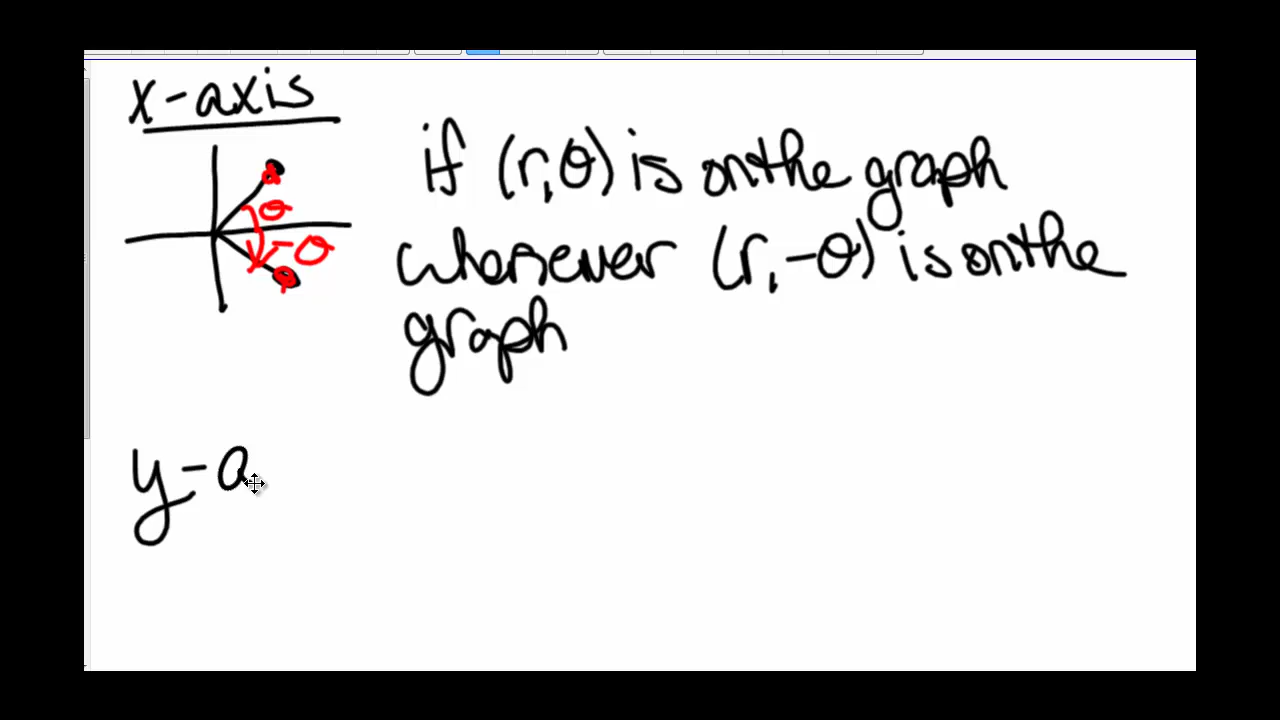 x-axis
if (r,θ) is on the graph
θ
-θ
whenever (r,-θ) is on the
graph
y-a